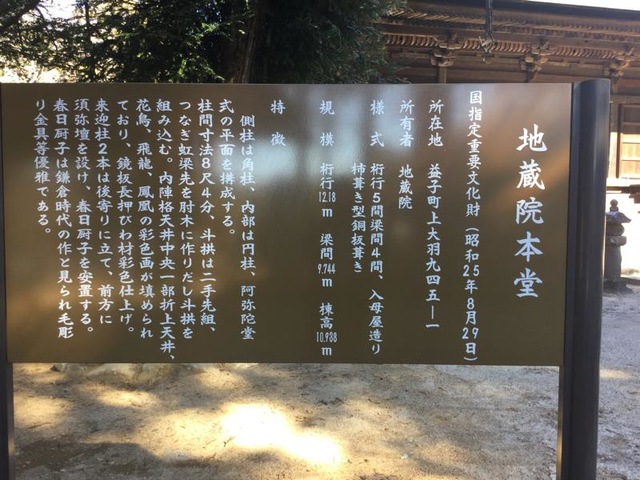 地蔵院本堂
国指定重要文化財（昭和25年8月29日）
所在地 益子町上大羽九四五―一
所有者 地蔵院
様式 桁行5間梁間4間、入母屋造り
柿葺き型銅板葺き
規模 桁行12.18m 梁間9.744m 棟高10.938m
特徴
側柱は角柱、内部は円柱、阿弥陀堂
式の平面を構成する。
柱間寸法8尺4分、斗拱は二手先組、
つなぎ虹梁先を肘木に作りだし斗拱を
組み込む。内陣格天井中央一部折上天井、
花鳥、飛龍、鳳凰の彩色画が填められ
ており、鏡板長押びわ材彩色仕上げ。
来迎柱2本は後寄りに立て、前方に
須弥壇を設け、春日厨子を安置する。
春日厨子は鎌倉時代の作と見られ毛彫
り金具等優雅である。